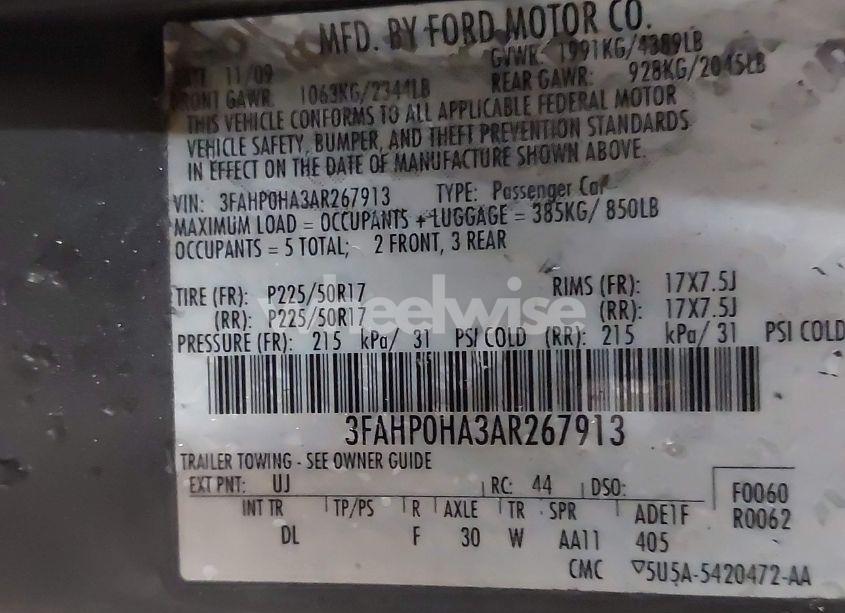 MFD. BY FORD MOTOR CO.
DATE 11/09 GVWR: 1991KG/4389LB
FRONT GAWR: 1063KG/2344LB REAR GAWR: 928KG/2045LB
THIS VEHICLE CONFORMS TO ALL APPLICABLE FEDERAL MOTOR
VEHICLE SAFETY, BUMPER, AND THEFT PREVENTION STANDARDS
IN EFFECT ON THE DATE OF MANUFACTURE SHOWN ABOVE.
VIN: 3FAHP0HA3AR267913 TYPE: Passenger Car
MAXIMUM LOAD = OCCUPANTS + LUGGAGE = 385KG/ 850LB
OCCUPANTS = 5 TOTAL; 2 FRONT, 3 REAR
TIRE (FR): P225/50R17 RIMS (FR): 17X7.5J
(RR): P225/50R17 (RR): 17X7.5J
wheelwise
PRESSURE (FR): 215 kPa/ 31 PSI COLD (RR): 215 kPa/ 31 PSI COLD
3FAHP0HA3AR267913
TRAILER TOWING - SEE OWNER GUIDE
EXT PNT: UJ RC: 44 DSO: F0060
INT TR TP/PS R AXLE TR SPR ADE1F R0062
DL F 30 W AA11 405
CMC ▽5U5A-5420472-AA